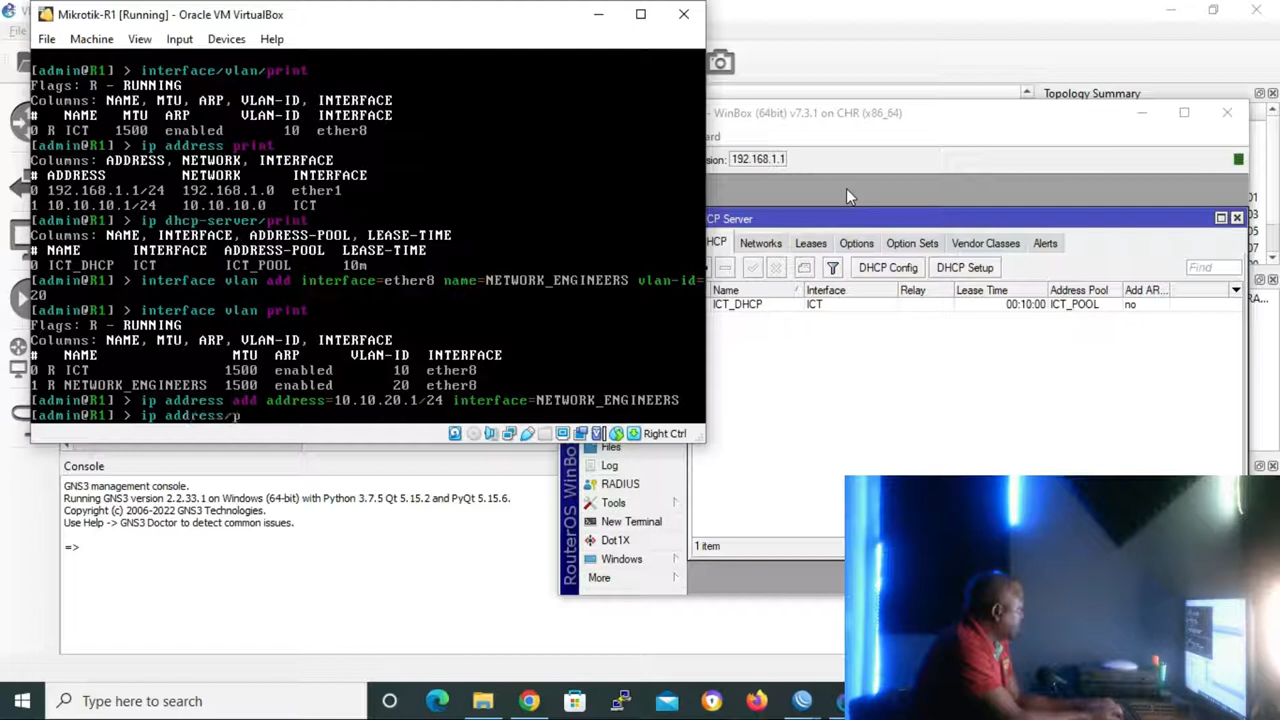 Mikrotik-R1 [Running] - Oracle VM VirtualBox
File Machine View Input Devices Help
[admin@R1] > interface/vlan/print
Flags: R - RUNNING
Columns: NAME, MTU, ARP, VLAN-ID, INTERFACE
# NAME MTU ARP VLAN-ID INTERFACE
0 R ICT 1500 enabled 10 ether8
[admin@R1] > ip address print
Columns: ADDRESS, NETWORK, INTERFACE
# ADDRESS NETWORK INTERFACE
0 192.168.1.1/24 192.168.1.0 ether1
1 10.10.10.1/24 10.10.10.0 ICT
[admin@R1] > ip dhcp-server/print
Columns: NAME, INTERFACE, ADDRESS-POOL, LEASE-TIME
# NAME INTERFACE ADDRESS-POOL LEASE-TIME
0 ICT_DHCP ICT ICT_POOL 10m
[admin@R1] > interface vlan add interface=ether8 name=NETWORK_ENGINEERS vlan-id=
20
[admin@R1] > interface vlan print
Flags: R - RUNNING
Columns: NAME, MTU, ARP, VLAN-ID, INTERFACE
# NAME MTU ARP VLAN-ID INTERFACE
0 R ICT 1500 enabled 10 ether8
1 R NETWORK_ENGINEERS 1500 enabled 20 ether8
[admin@R1] > ip address add address=10.10.20.1/24 interface=NETWORK_ENGINEERS
[admin@R1] > ip address/p
Right Ctrl
Topology Summary
- WinBox (64bit) v7.3.1 on CHR (x86_64)
ard
sion: 192.168.1.1
CP Server
HCP Networks Leases Options Option Sets Vendor Classes Alerts
DHCP Config DHCP Setup Find
Name Interface Relay Lease Time Address Pool Add AR...
ICT_DHCP ICT 00:10:00 ICT_POOL no
1 item
Files
Log
RADIUS
Tools
New Terminal
Dot1X
Windows
More
RouterOS WinBox
Console
GNS3 management console.
Running GNS3 version 2.2.33.1 on Windows (64-bit) with Python 3.7.5 Qt 5.15.2 and PyQt 5.15.6.
Copyright (c) 2006-2022 GNS3 Technologies.
Use Help -> GNS3 Doctor to detect common issues.
=>
Type here to search